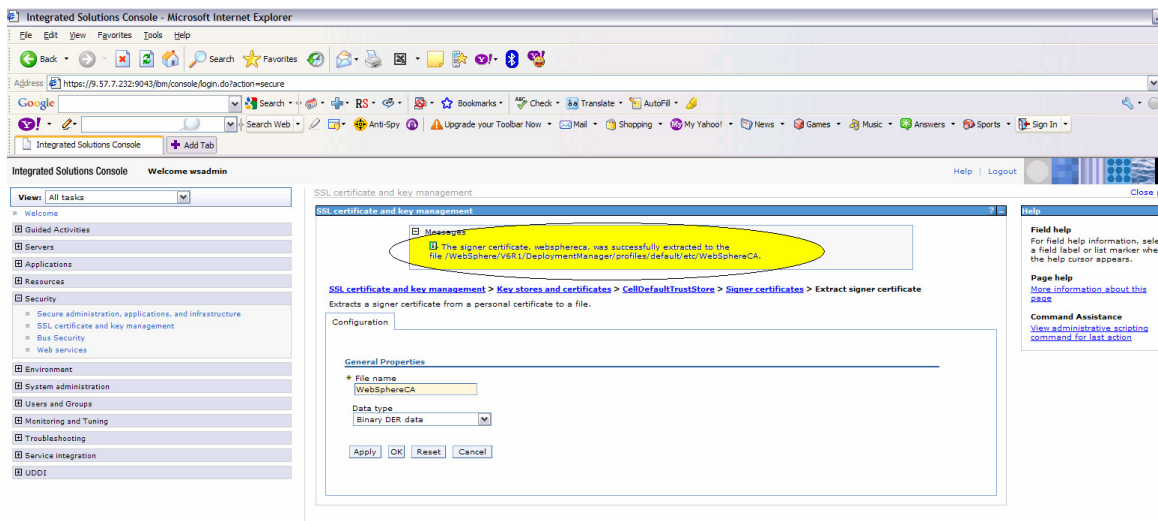 Integrated Solutions Console - Microsoft Internet Explorer
File Edit View Favorites Tools Help
Back Search Favorites
Address https://9.57.7.232:9043/ibm/console/login.do?action=secure
Google Search RS Bookmarks Check Translate AutoFill
Search Web Anti-Spy Upgrade your Toolbar Now Mail Shopping My Yahoo! News Games Music Answers Sports Sign In
Integrated Solutions Console Add Tab
Integrated Solutions Console Welcome wsadmin Help | Logout
View: All tasks
Welcome
Guided Activities
Servers
Applications
Resources
Security
Secure administration, applications, and infrastructure
SSL certificate and key management
Bus Security
Web services
Environment
System administration
Users and Groups
Monitoring and Tuning
Troubleshooting
Service integration
UDDI
SSL certificate and key management Close
SSL certificate and key management ? -
Messages
The signer certificate, websphereca, was successfully extracted to the
file /WebSphere/V6R1/DeploymentManager/profiles/default/etc/WebSphereCA.
SSL certificate and key management > Key stores and certificates > CellDefaultTrustStore > Signer certificates > Extract signer certificate
Extracts a signer certificate from a personal certificate to a file.
Configuration
General Properties
* File name
WebSphereCA
Data type
Binary DER data
Apply OK Reset Cancel
Help
Field help
For field help information, sele
a field label or list marker whe
the help cursor appears.
Page help
More information about this
page
Command Assistance
View administrative scripting
command for last action